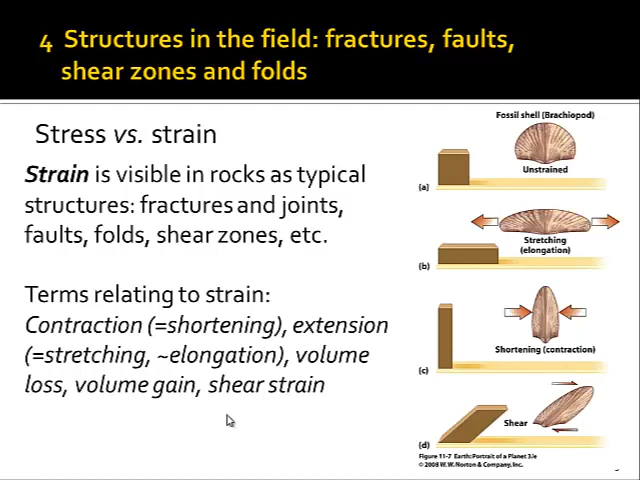 4 Structures in the field: fractures, faults,
shear zones and folds
Stress vs. strain
Strain is visible in rocks as typical
structures: fractures and joints,
faults, folds, shear zones, etc.
Terms relating to strain:
Contraction (=shortening), extension
(=stretching, ~elongation), volume
loss, volume gain, shear strain
Fossil shell (Brachiopod)
Unstrained
(a)
Stretching
(elongation)
(b)
Shortening (contraction)
(c)
Shear
(d)
Figure 11-7 Earth: Portrait of a Planet 3/e
© 2008 W. W. Norton & Company, Inc.